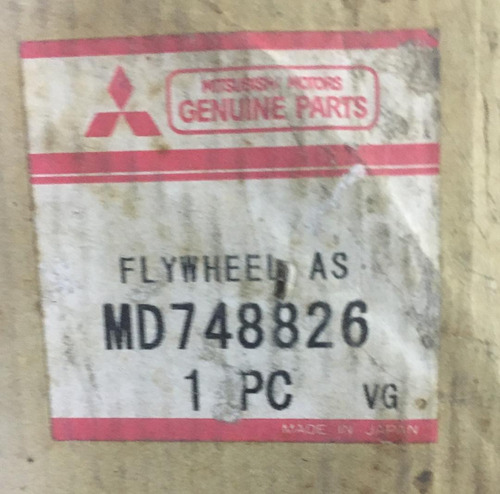 MITSUBISHI MOTORS
GENUINE PARTS
FLYWHEEL AS
MD748826
1 PC VG
MADE IN JAPAN